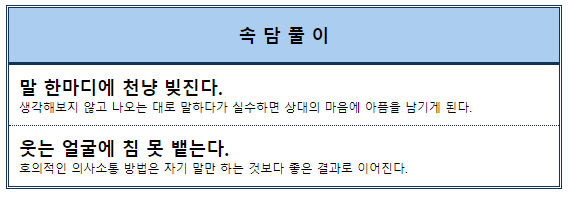 속 담 풀 이
말 한마디에 천냥 빚진다.
생각해보지 않고 나오는 대로 말하다가 실수하면 상대의 마음에 아픔을 남기게 된다.
웃는 얼굴에 침 못 뱉는다.
호의적인 의사소통 방법은 자기 말만 하는 것보다 좋은 결과로 이어진다.